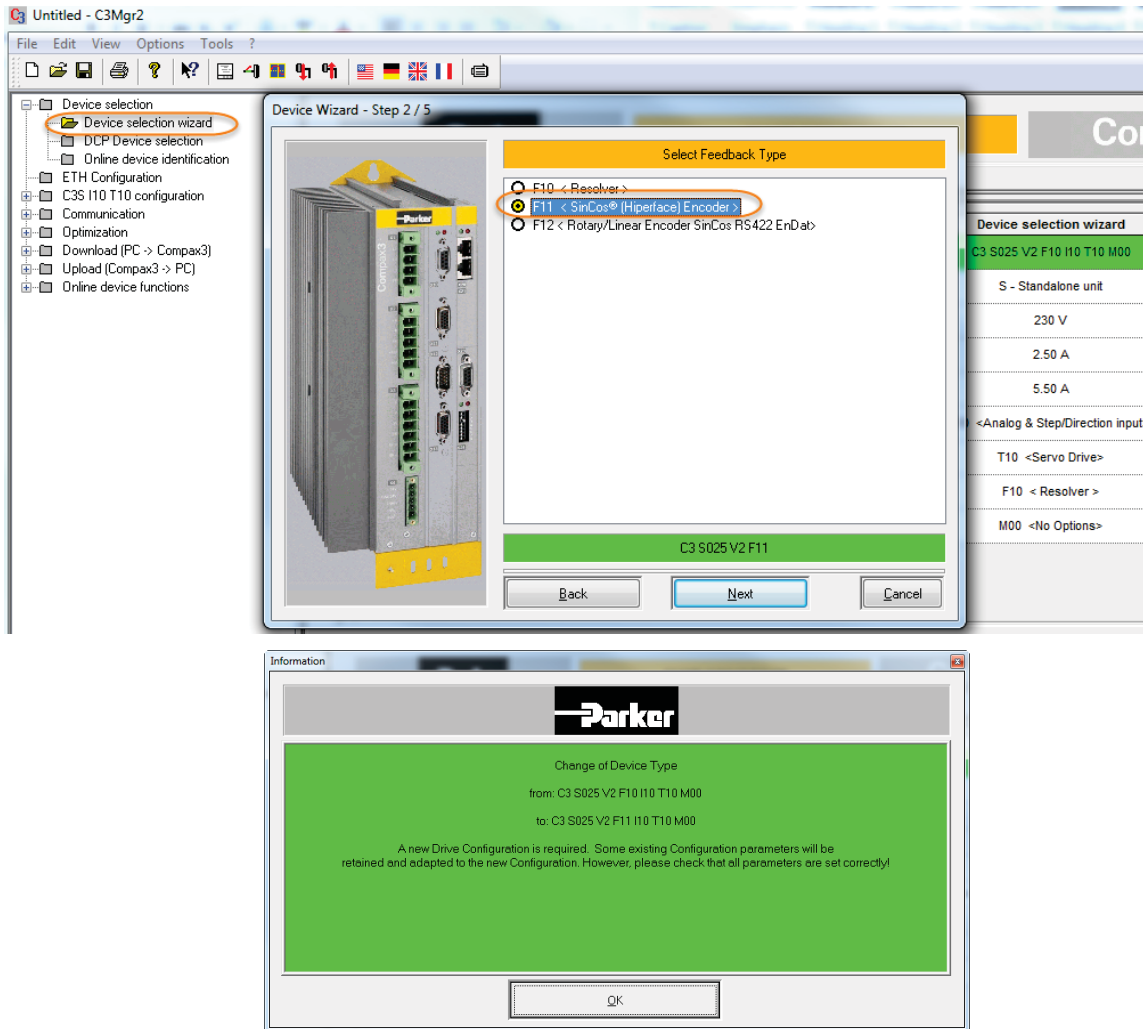 Untitled - C3Mgr2
File Edit View Options Tools ?
Device selection
Device selection wizard
DCP Device selection
Online device identification
ETH Configuration
C3S I10 T10 configuration
Communication
Optimization
Download (PC -> Compax3)
Upload (Compax3 -> PC)
Online device functions
Device Wizard - Step 2 / 5
Parker
Compax3
Select Feedback Type
F10 < Resolver >
F11 < SinCos® (Hiperface) Encoder >
F12 < Rotary/Linear Encoder SinCos RS422 EnDat>
C3 S025 V2 F11
Back Next Cancel
Co
Device selection wizard
C3 S025 V2 F10 I10 T10 M00
S - Standalone unit
230 V
2.50 A
5.50 A
<Analog & Step/Direction input
T10 <Servo Drive>
F10 < Resolver >
M00 <No Options>
Information
Parker
Change of Device Type
from: C3 S025 V2 F10 I10 T10 M00
to: C3 S025 V2 F11 I10 T10 M00
A new Drive Configuration is required. Some existing Configuration parameters will be
retained and adapted to the new Configuration. However, please check that all parameters are set correctly!
OK